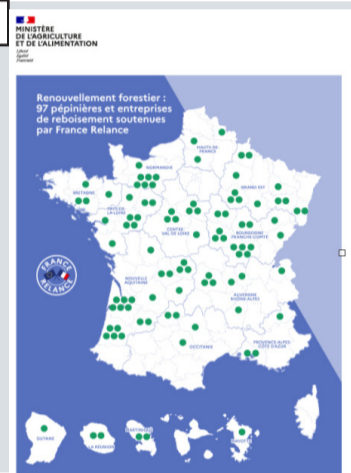 MINISTÈRE
DE L'AGRICULTURE
ET DE L'ALIMENTATION
Liberté
Égalité
Fraternité
Renouvellement forestier :
97 pépinières et entreprises
de reboisement soutenues
par France Relance
HAUTS-DE-
FRANCE
NORMANDIE
GRAND EST
BRETAGNE
PAYS DE
LA LOIRE
CENTRE
VAL DE LOIRE
BOURGOGNE
FRANCHE-COMTÉ
FRANCE
RELANCE
NOUVELLE
AQUITAINE
AUVERGNE
RHÔNE-ALPES
OCCITANIE
PROVENCE-ALPES
CÔTE D'AZUR
GUYANE
LA RÉUNION
MARTINIQUE
MAYOTTE